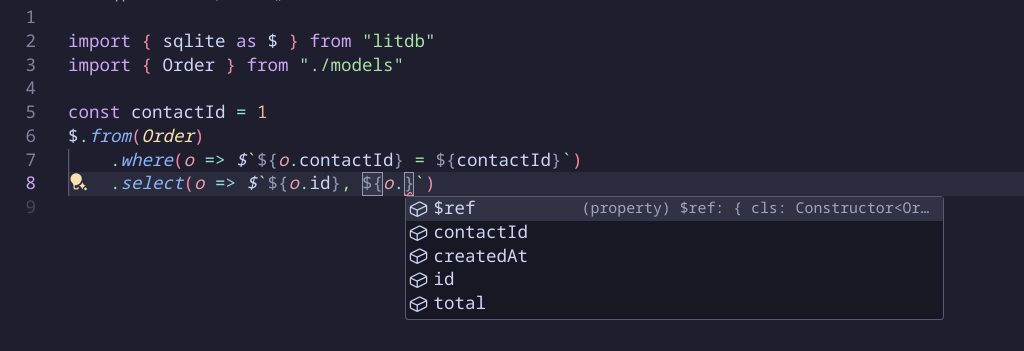 1
2 import { sqlite as $ } from "litdb"
3 import { Order } from "./models"
4
5 const contactId = 1
6 $.from(Order)
7 .where(o => $`${o.contactId} = ${contactId}`)
8 .select(o => $`${o.id}, ${o.}`)
9
$ref (property) $ref: { cls: Constructor<Or…
contactId
createdAt
id
total